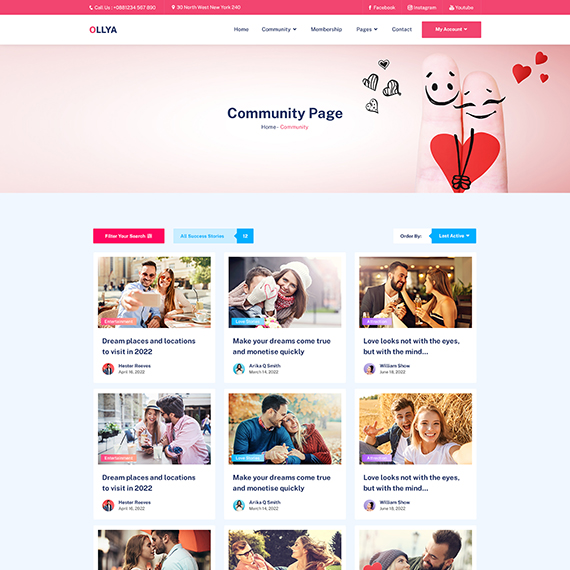 Call Us : +0881234 567 890
30 North West New York 240
Facebook
Instagram
Youtube
OLLYA
Home
Community
Membership
Pages
Contact
My Account
Community Page
Home - Community
Filter Your Search
All Success Stories
12
Order By:
Last Active
Entertainment
Dream places and locations
to visit in 2022
Hester Reeves
April 16, 2022
Love Stories
Make your dreams come true
and monetise quickly
Arika Q Smith
March 14, 2022
Attraction
Love looks not with the eyes,
but with the mind...
William Show
June 18, 2022
Entertainment
Dream places and locations
to visit in 2022
Hester Reeves
April 16, 2022
Love Stories
Make your dreams come true
and monetise quickly
Arika Q Smith
March 14, 2022
Attraction
Love looks not with the eyes,
but with the mind...
William Show
June 18, 2022